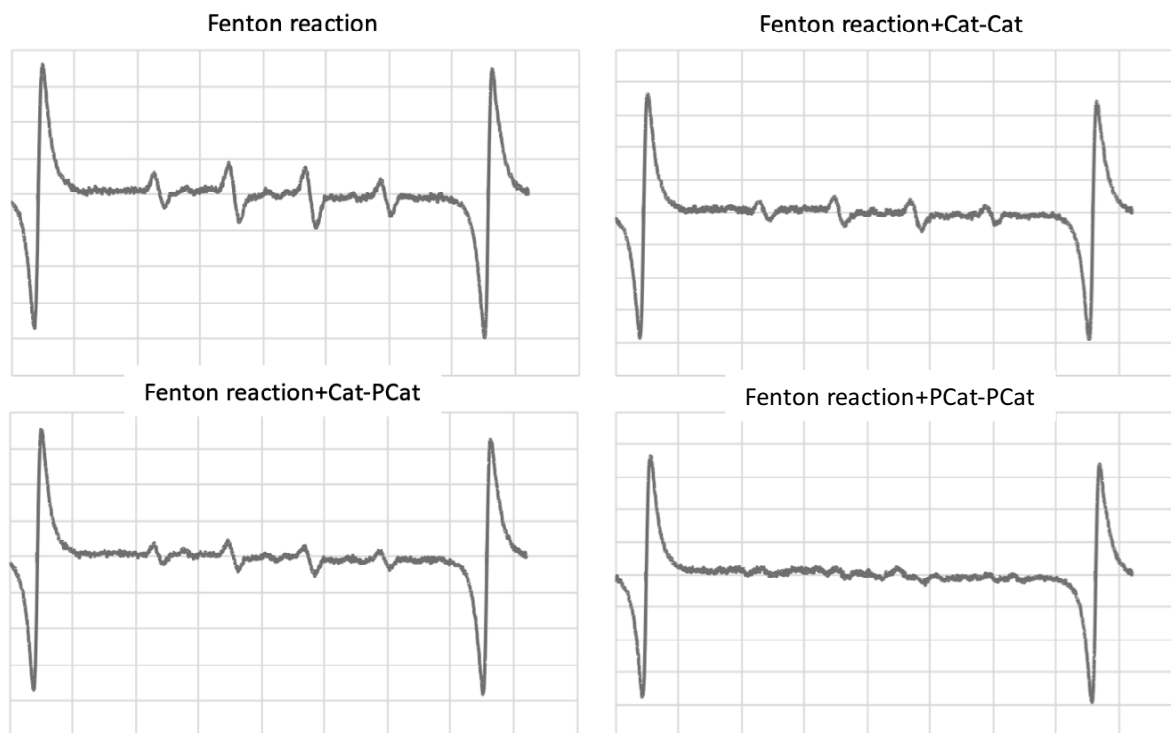 Fenton reaction
Fenton reaction+Cat-Cat
Fenton reaction+Cat-PCat
Fenton reaction+PCat-PCat